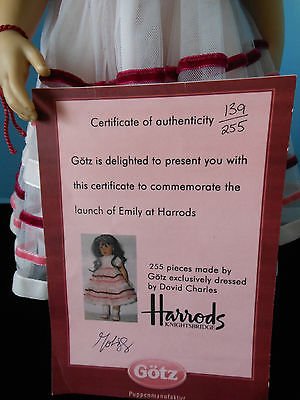 Certificate of authenticity 139
255
Götz is delighted to present you with
this certificate to commemorate the
launch of Emily at Harrods
255 pieces made by
Götz exclusively dressed
by David Charles
Harrods
KNIGHTSBRIDGE
Götz
Puppenmanufaktur